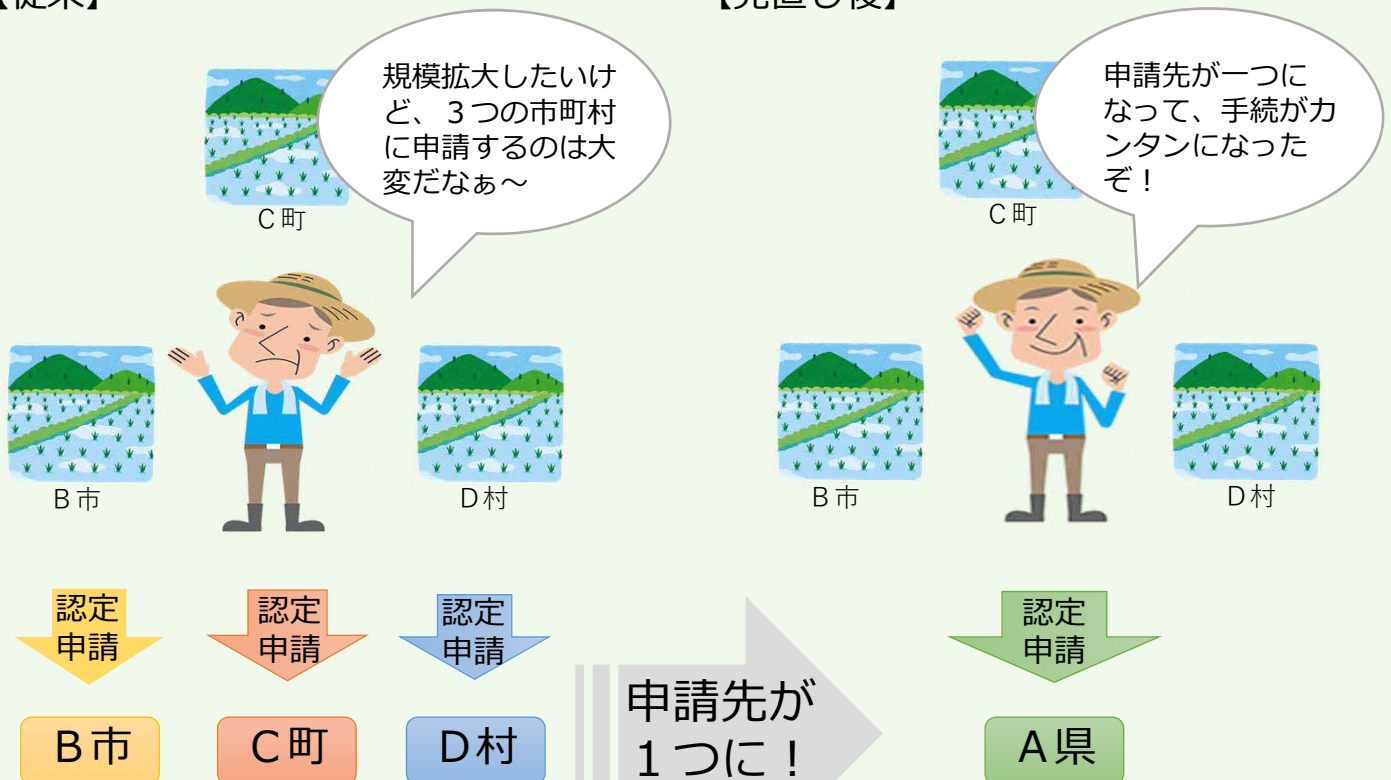 【従来】
【見直し後】
規模拡大したいけ
ど、３つの市町村
に申請するのは大
変だなぁ～
C町
B市
D村
認定
申請
認定
申請
認定
申請
B市
C町
D村
申請先が
１つに！
申請先が一つに
なって、手続がカ
ンタンになった
ぞ！
C町
B市
D村
認定
申請
A県